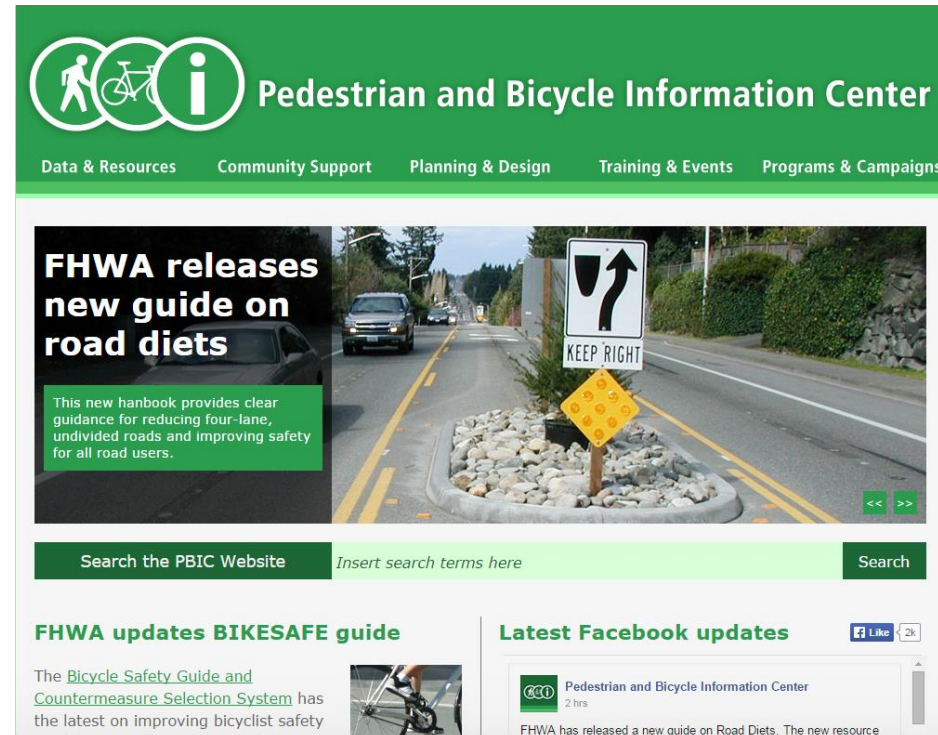 Pedestrian and Bicycle Information Center
Data & Resources Community Support Planning & Design Training & Events Programs & Campaigns
FHWA releases
new guide on
road diets
This new hanbook provides clear
guidance for reducing four-lane,
undivided roads and improving safety
for all road users.
KEEP RIGHT
<< >>
Search the PBIC Website Insert search terms here Search
FHWA updates BIKESAFE guide
The Bicycle Safety Guide and
Countermeasure Selection System has
the latest on improving bicyclist safety
Latest Facebook updates Like 2k
Pedestrian and Bicycle Information Center
2 hrs
FHWA has released a new guide on Road Diets. The new resource